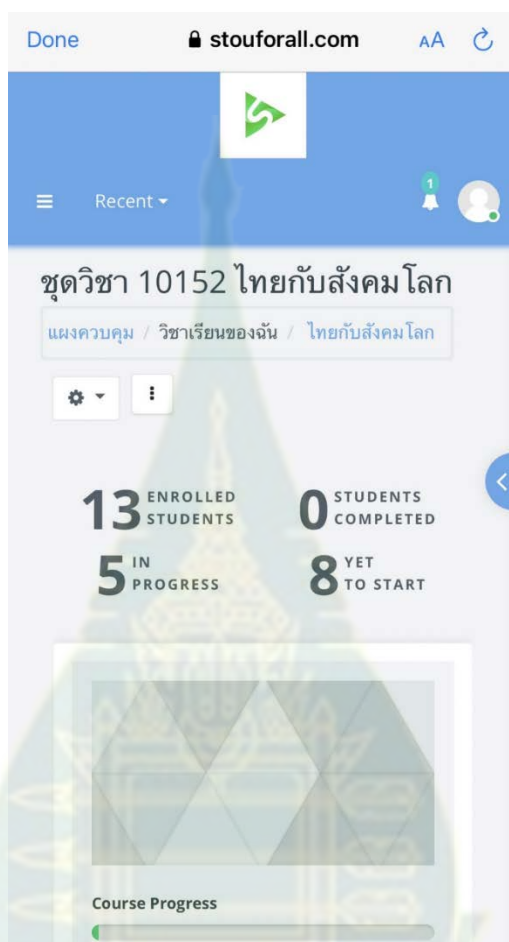 Done stouforall.com AA
Recent
1
ชุดวิชา 10152 ไทยกับสังคมโลก
แผงควบคุม / วิชาเรียนของฉัน / ไทยกับสังคมโลก
13 ENROLLED STUDENTS
0 STUDENTS COMPLETED
5 IN PROGRESS
8 YET TO START
Course Progress